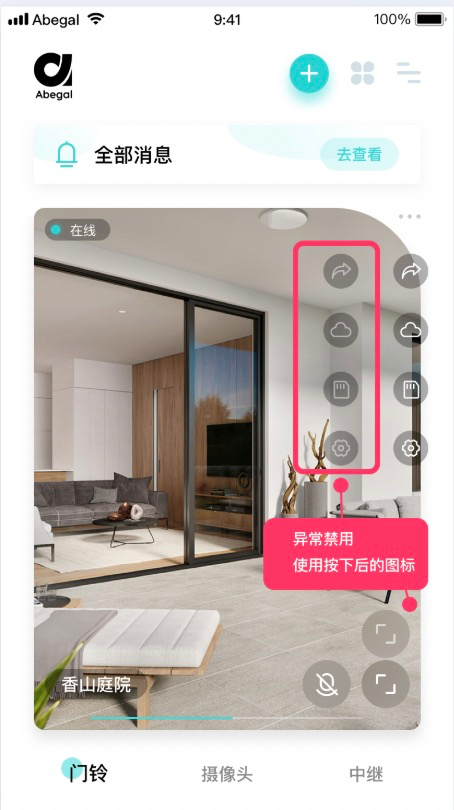 Abegal
9:41
100%
Abegal
全部消息
去查看
在线
异常禁用
使用按下后的图标
香山庭院
门铃
摄像头
中继